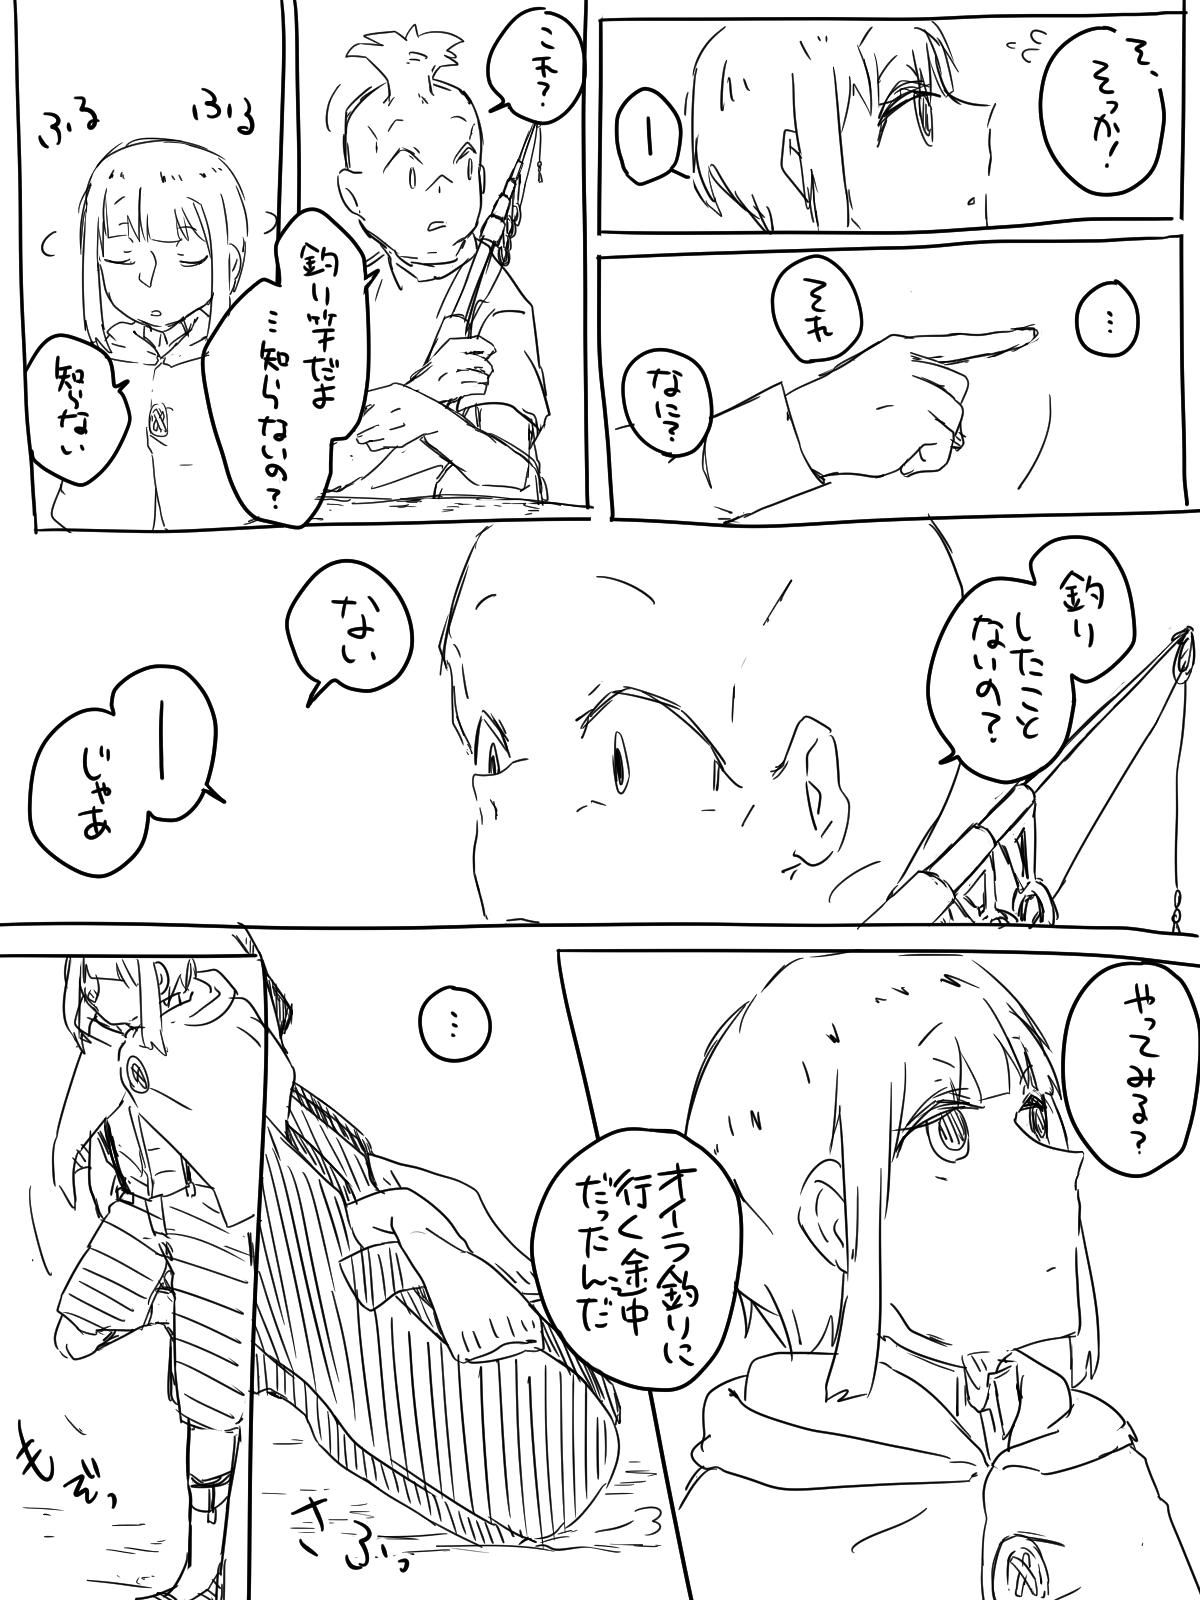 そ、
そっか!
ー
…
それ
なに?
これ?
釣り竿だよ
…知らないの?
ふる
ふる
知らない
釣り
したこと
ないの?
ない
ー
じゃあ
やってみる?
オイラ釣りに
行く途中
だったんだ
…
さふっ
もぞっ